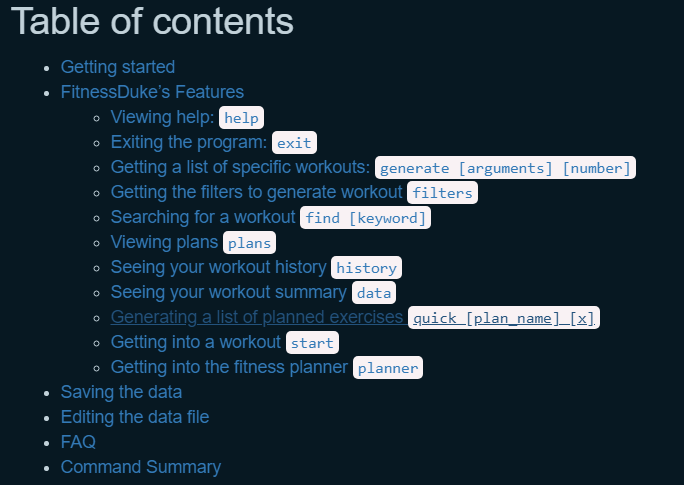 Table of contents
Getting started
FitnessDuke's Features
Viewing help: help
Exiting the program: exit
Getting a list of specific workouts: generate [arguments] [number]
Getting the filters to generate workout filters
Searching for a workout find [keyword]
Viewing plans plans
Seeing your workout history history
Seeing your workout summary data
Generating a list of planned exercises quick [plan_name] [x]
Getting into a workout start
Getting into the fitness planner planner
Saving the data
Editing the data file
FAQ
Command Summary